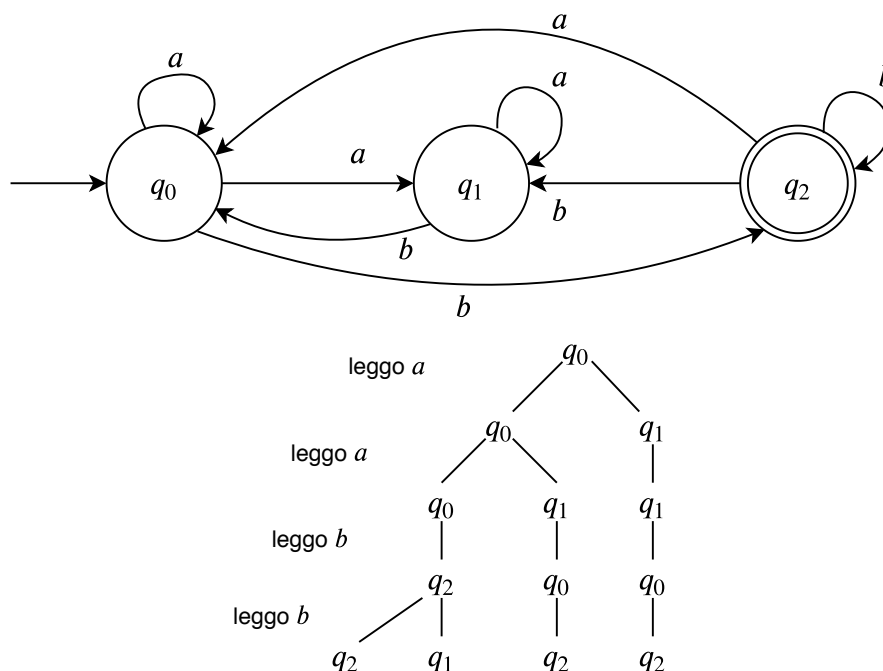 a
a a b
q0 a q1 q2
b
b
b
leggo a q0
q0 q1
leggo a
q0 q1 q1
leggo b
q2 q0 q0
leggo b
q2 q1 q2 q2